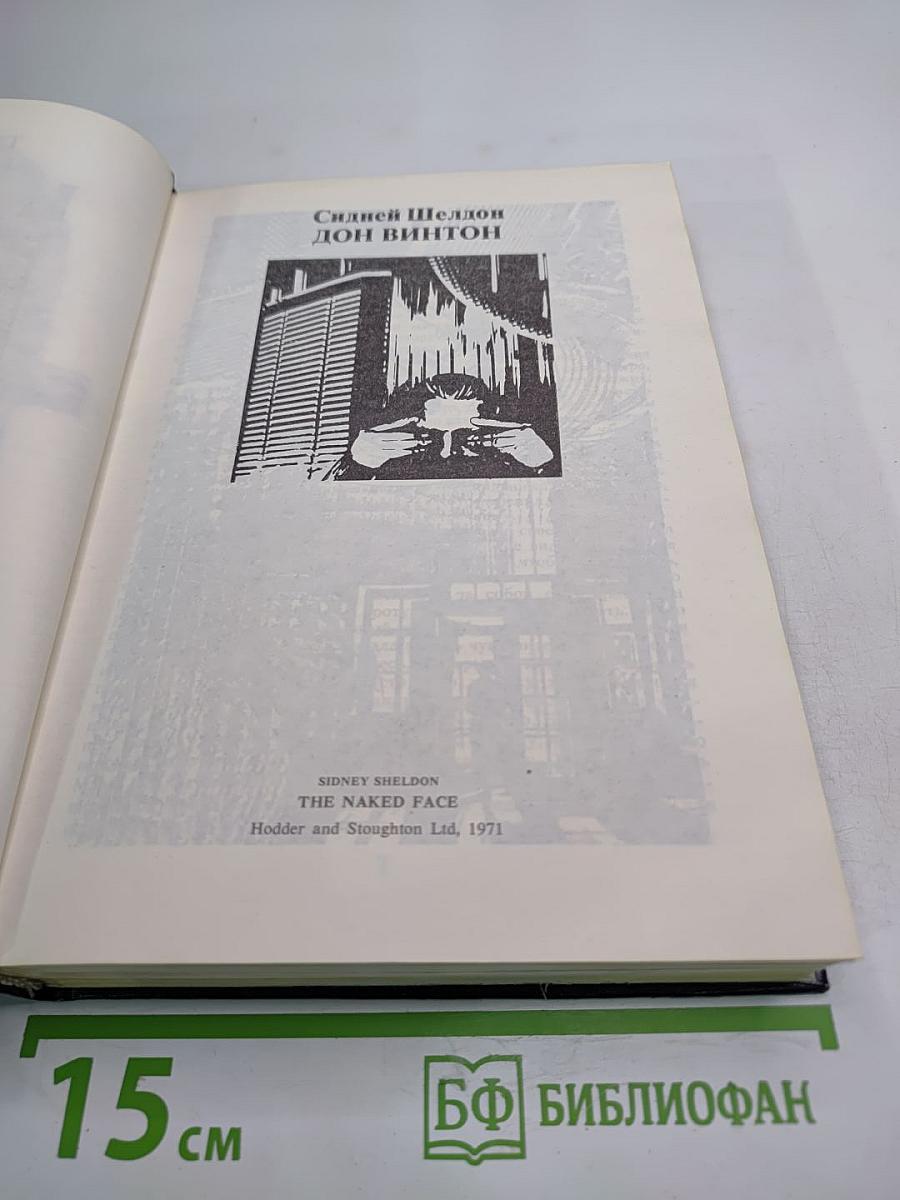 Сидней Шелдон
ДОН ВИНТОН
SIDNEY SHELDON
THE NAKED FACE
Hodder and Stoughton Ltd, 1971
15 см
БФ БИБЛИОФАН